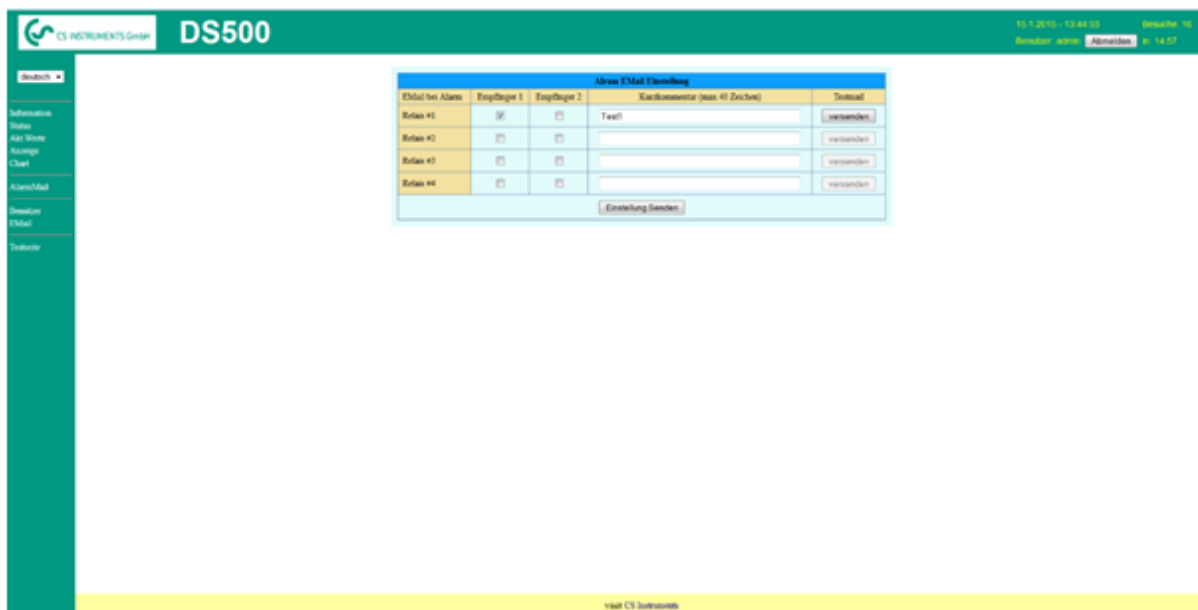 CS INSTRUMENTS GmbH
DS500
15.1.2015 - 13:44:53 Besuche: 16
Benutzer: admin Abmelden in: 14:57
deutsch
Information
Status
Akt Werte
Anzeige
Chart
AlarmMail
Benutzer
EMail
Testseite
Alram EMail Einstellung
EMail bei Alarm Empfänger 1 Empfänger 2 Kurzkommentar (max 40 Zeichen) Testmail
Relais #1 Test1 versenden
Relais #2 versenden
Relais #3 versenden
Relais #4 versenden
Einstellung Senden
visit CS Instruments